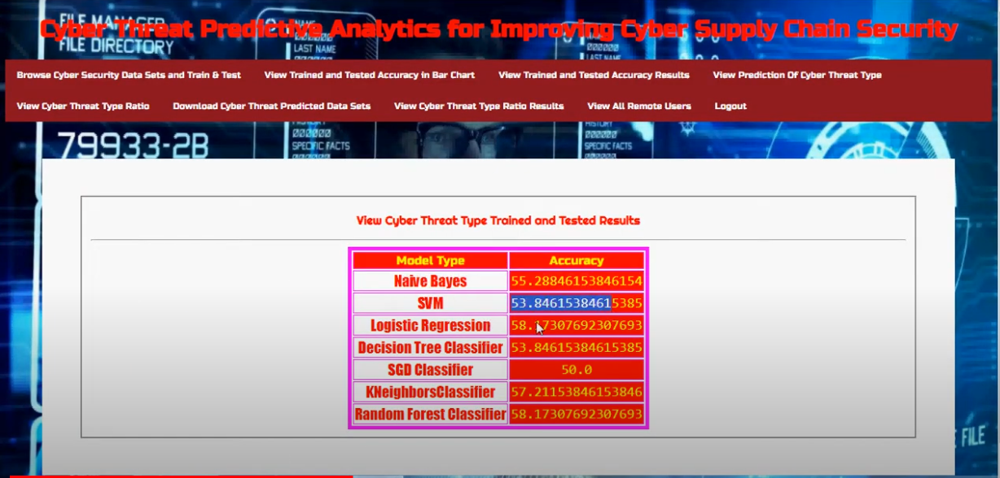 FILE MANAGER
Cyber Threat Predictive Analytics for Improving Cyber Supply Chain Security
FILE DIRECTORY
LAST NAME
LAST NAME
Browse Cyber Security Data Sets and Train & Test View Trained and Tested Accuracy in Bar Chart View Trained and Tested Accuracy Results View Prediction Of Cyber Threat Type
View Cyber Threat Type Ratio Download Cyber Threat Predicted Data Sets View Cyber Threat Type Ratio Results View All Remote Users Logout
HISTORY
79933-2B
SPECIFIC FACTS
SPECIFIC FACTS
View Cyber Threat Type Trained and Tested Results
Model Type Accuracy
Naive Bayes 55.28846153846154
SVM 53.84615384615385
Logistic Regression 58.17307692307693
Decision Tree Classifier 53.84615384615385
SGD Classifier 50.0
KNeighborsClassifier 57.21153846153846
Random Forest Classifier 58.17307692307693
FILE